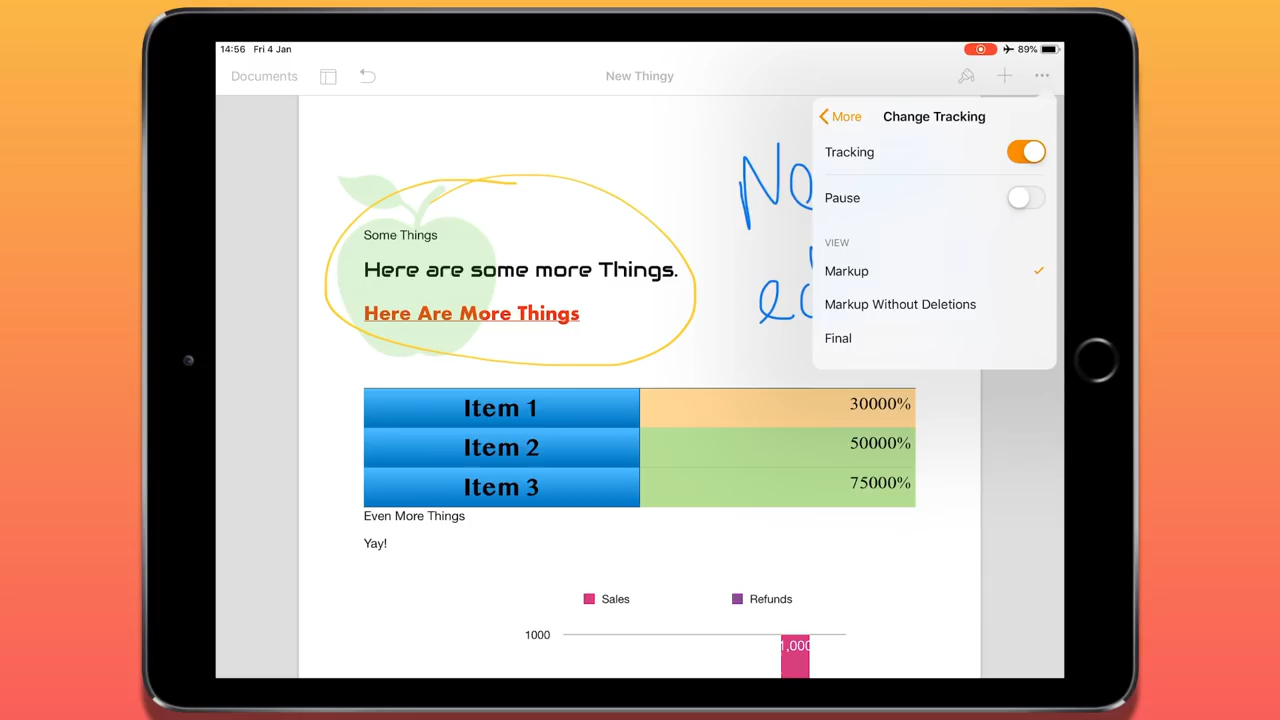 14:56 Fri 4 Jan 89%
Documents New Thingy
More Change Tracking
Tracking
Pause
VIEW
Markup
Markup Without Deletions
Final
Some Things
Here are some more Things.
Here Are More Things
Item 1 30000%
Item 2 50000%
Item 3 75000%
Even More Things
Yay!
Sales Refunds
1000
1,000